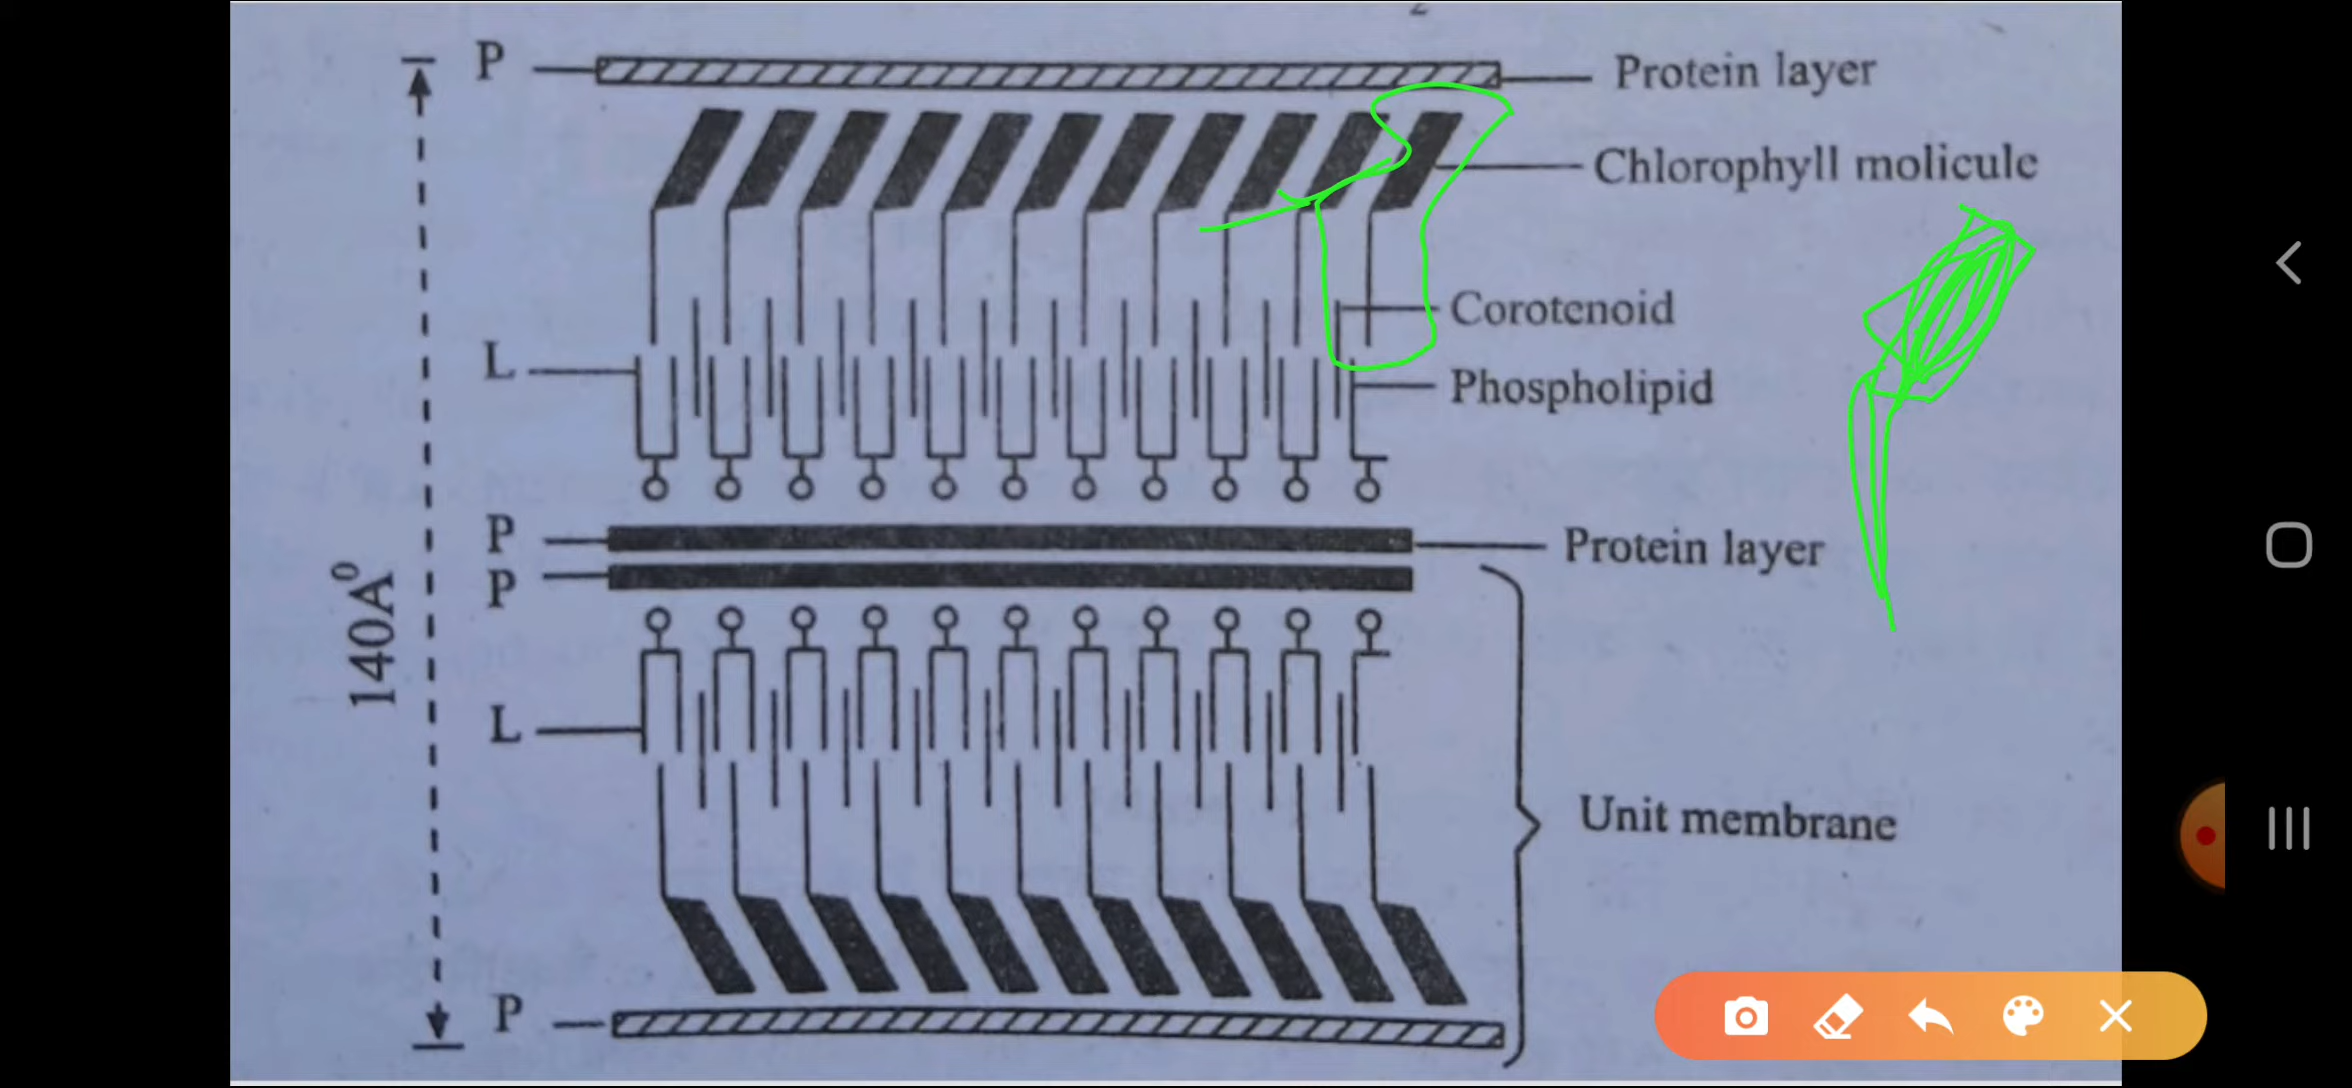 P
Protein layer
Chlorophyll molicule
Corotenoid
L
Phospholipid
P
Protein layer
P
140A⁰
L
Unit membrane
P